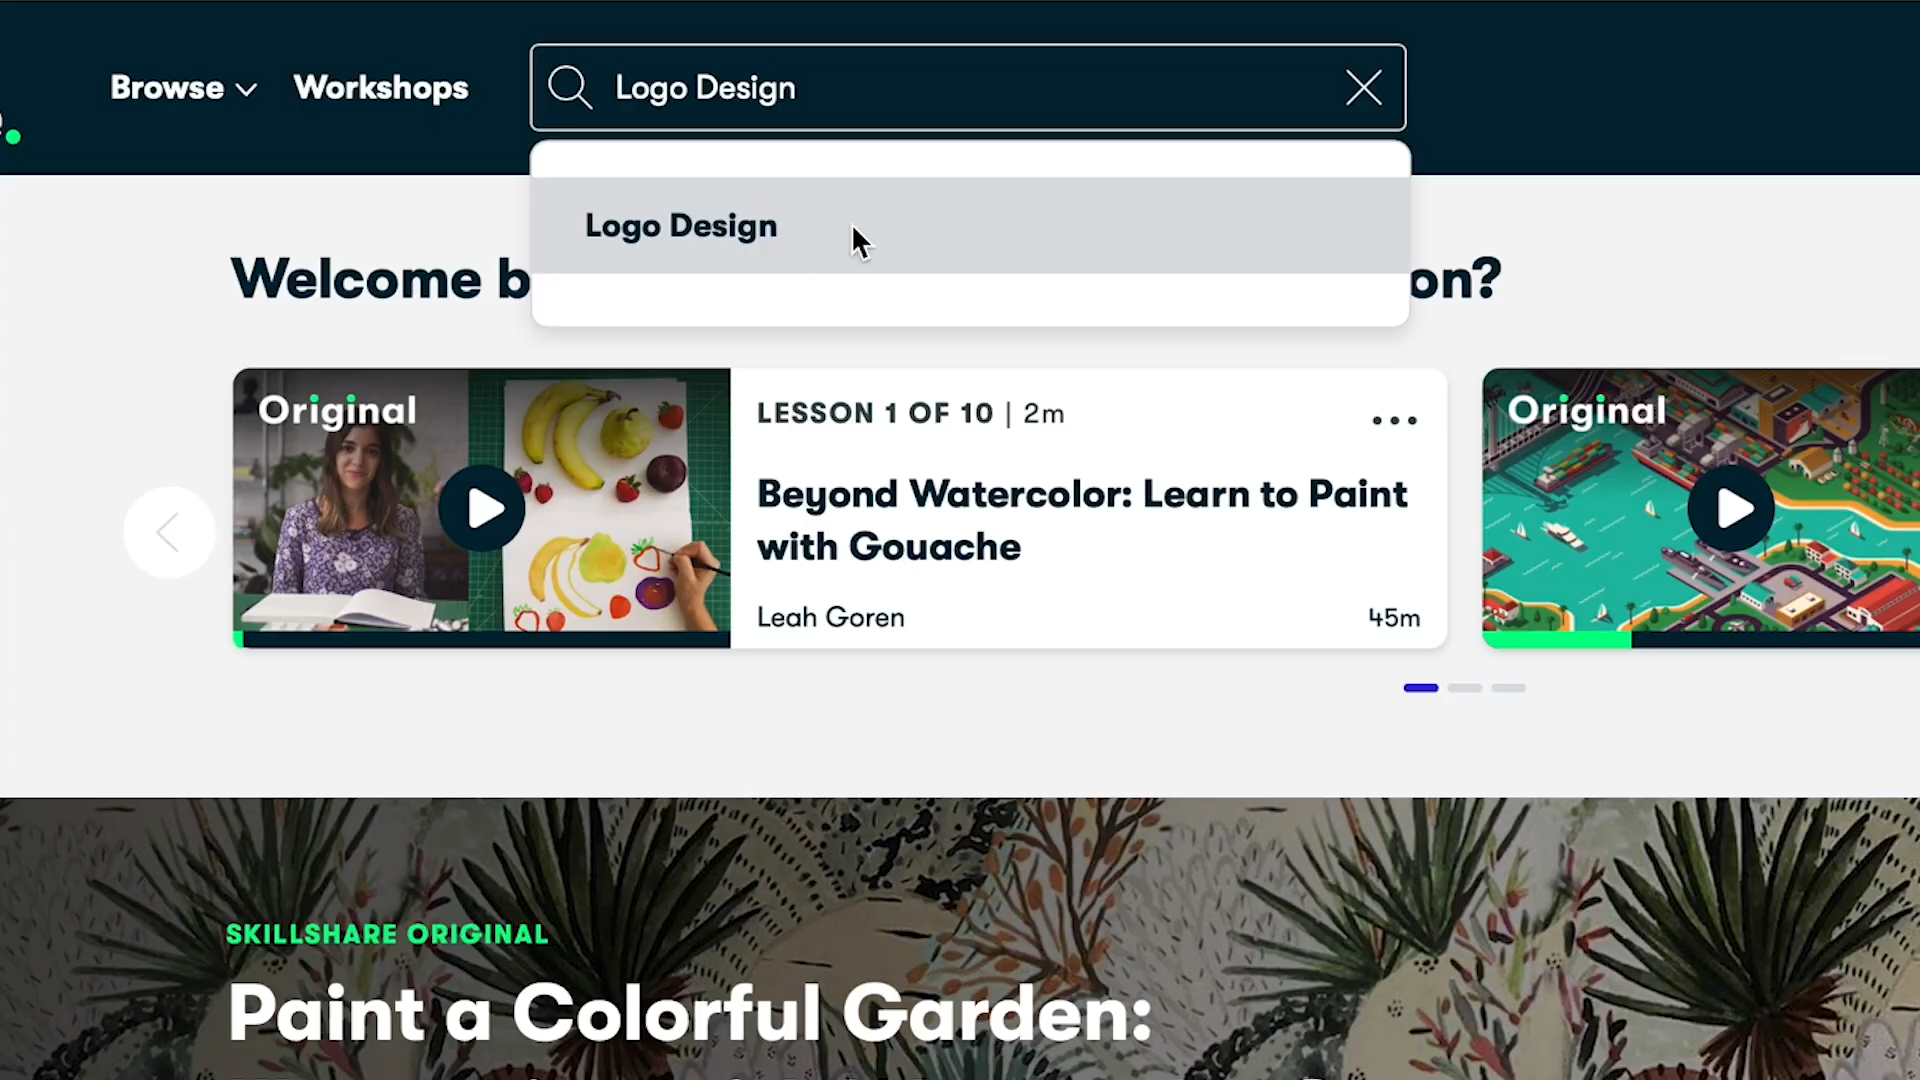 Browse
Workshops
Logo Design
Logo Design
Welcome b
on?
Original
LESSON 1 OF 10 | 2m
Beyond Watercolor: Learn to Paint
with Gouache
Leah Goren
45m
Original
SKILLSHARE ORIGINAL
Paint a Colorful Garden: